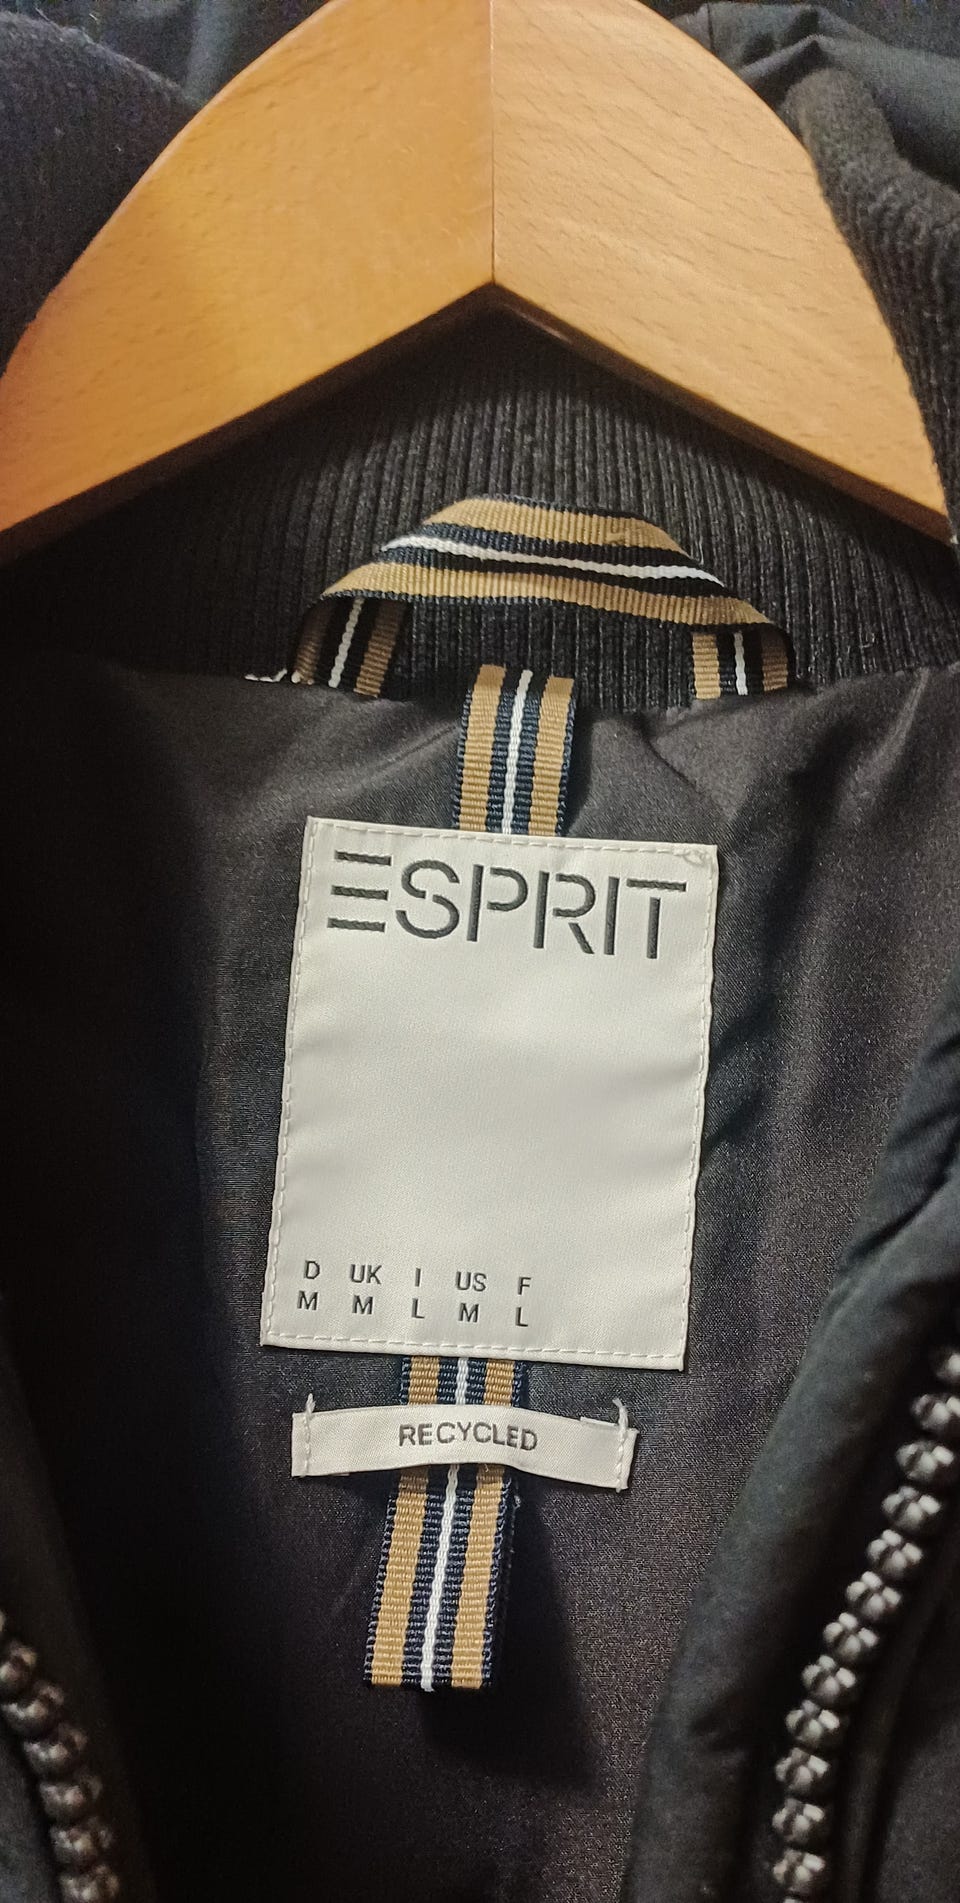 ESPRIT
D UK I US F
M M L M L
RECYCLED